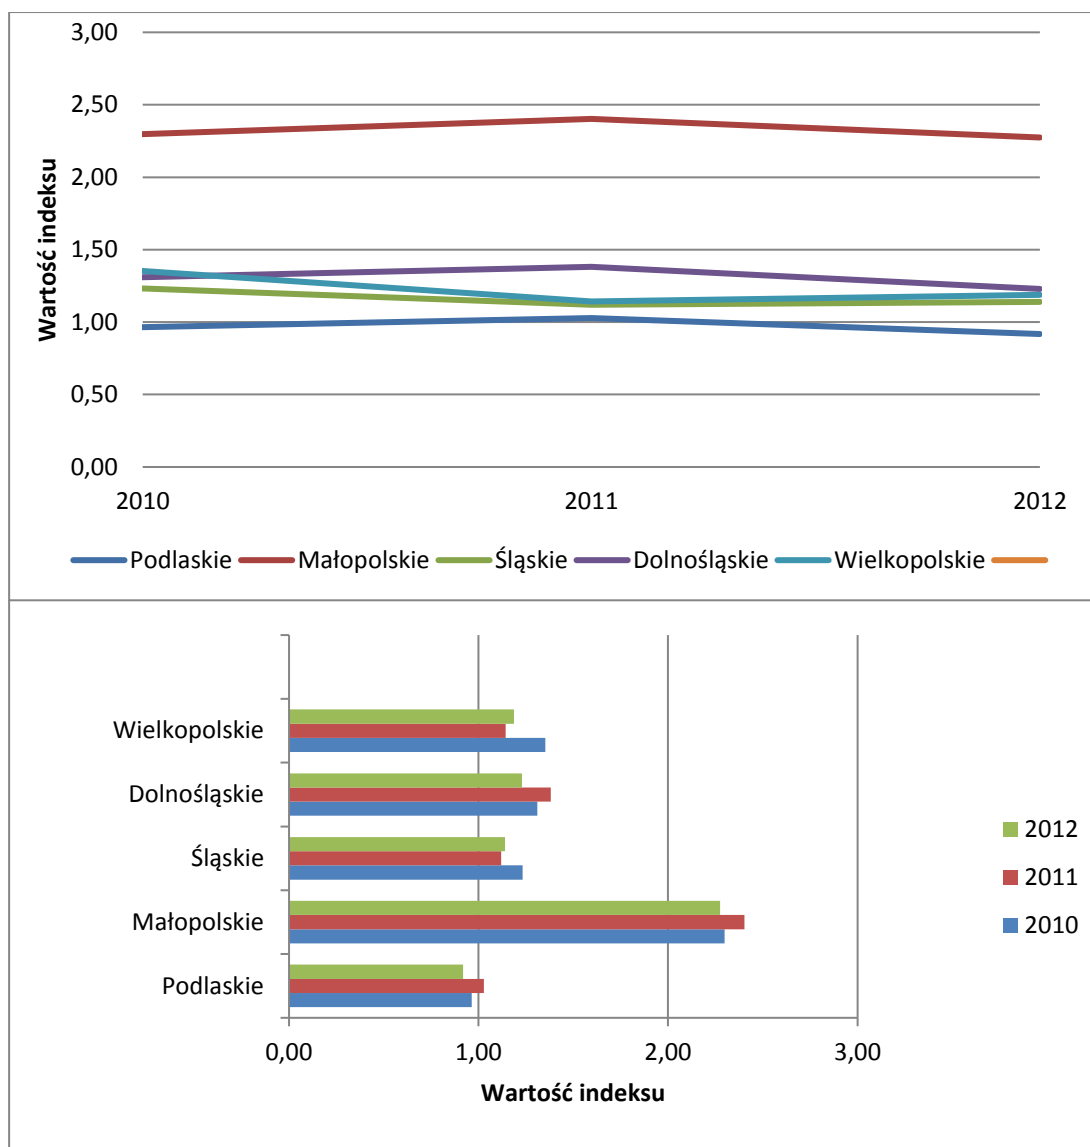 3,00
2,50
2,00
1,50
1,00
0,50
0,00
Wartość indeksu
2010 2011 2012
Podlaskie Małopolskie Śląskie Dolnośląskie Wielkopolskie
Wielkopolskie
Dolnośląskie
Śląskie
Małopolskie
Podlaskie
2012
2011
2010
0,00 1,00 2,00 3,00
Wartość indeksu